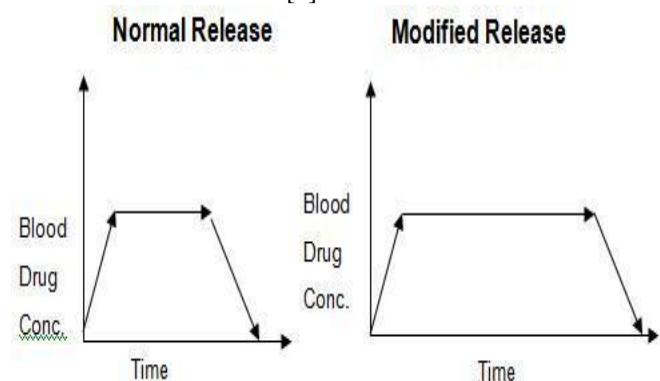 Normal Release
Modified Release
Blood
Drug
Conc.
Time
Blood
Drug
Conc.
Time